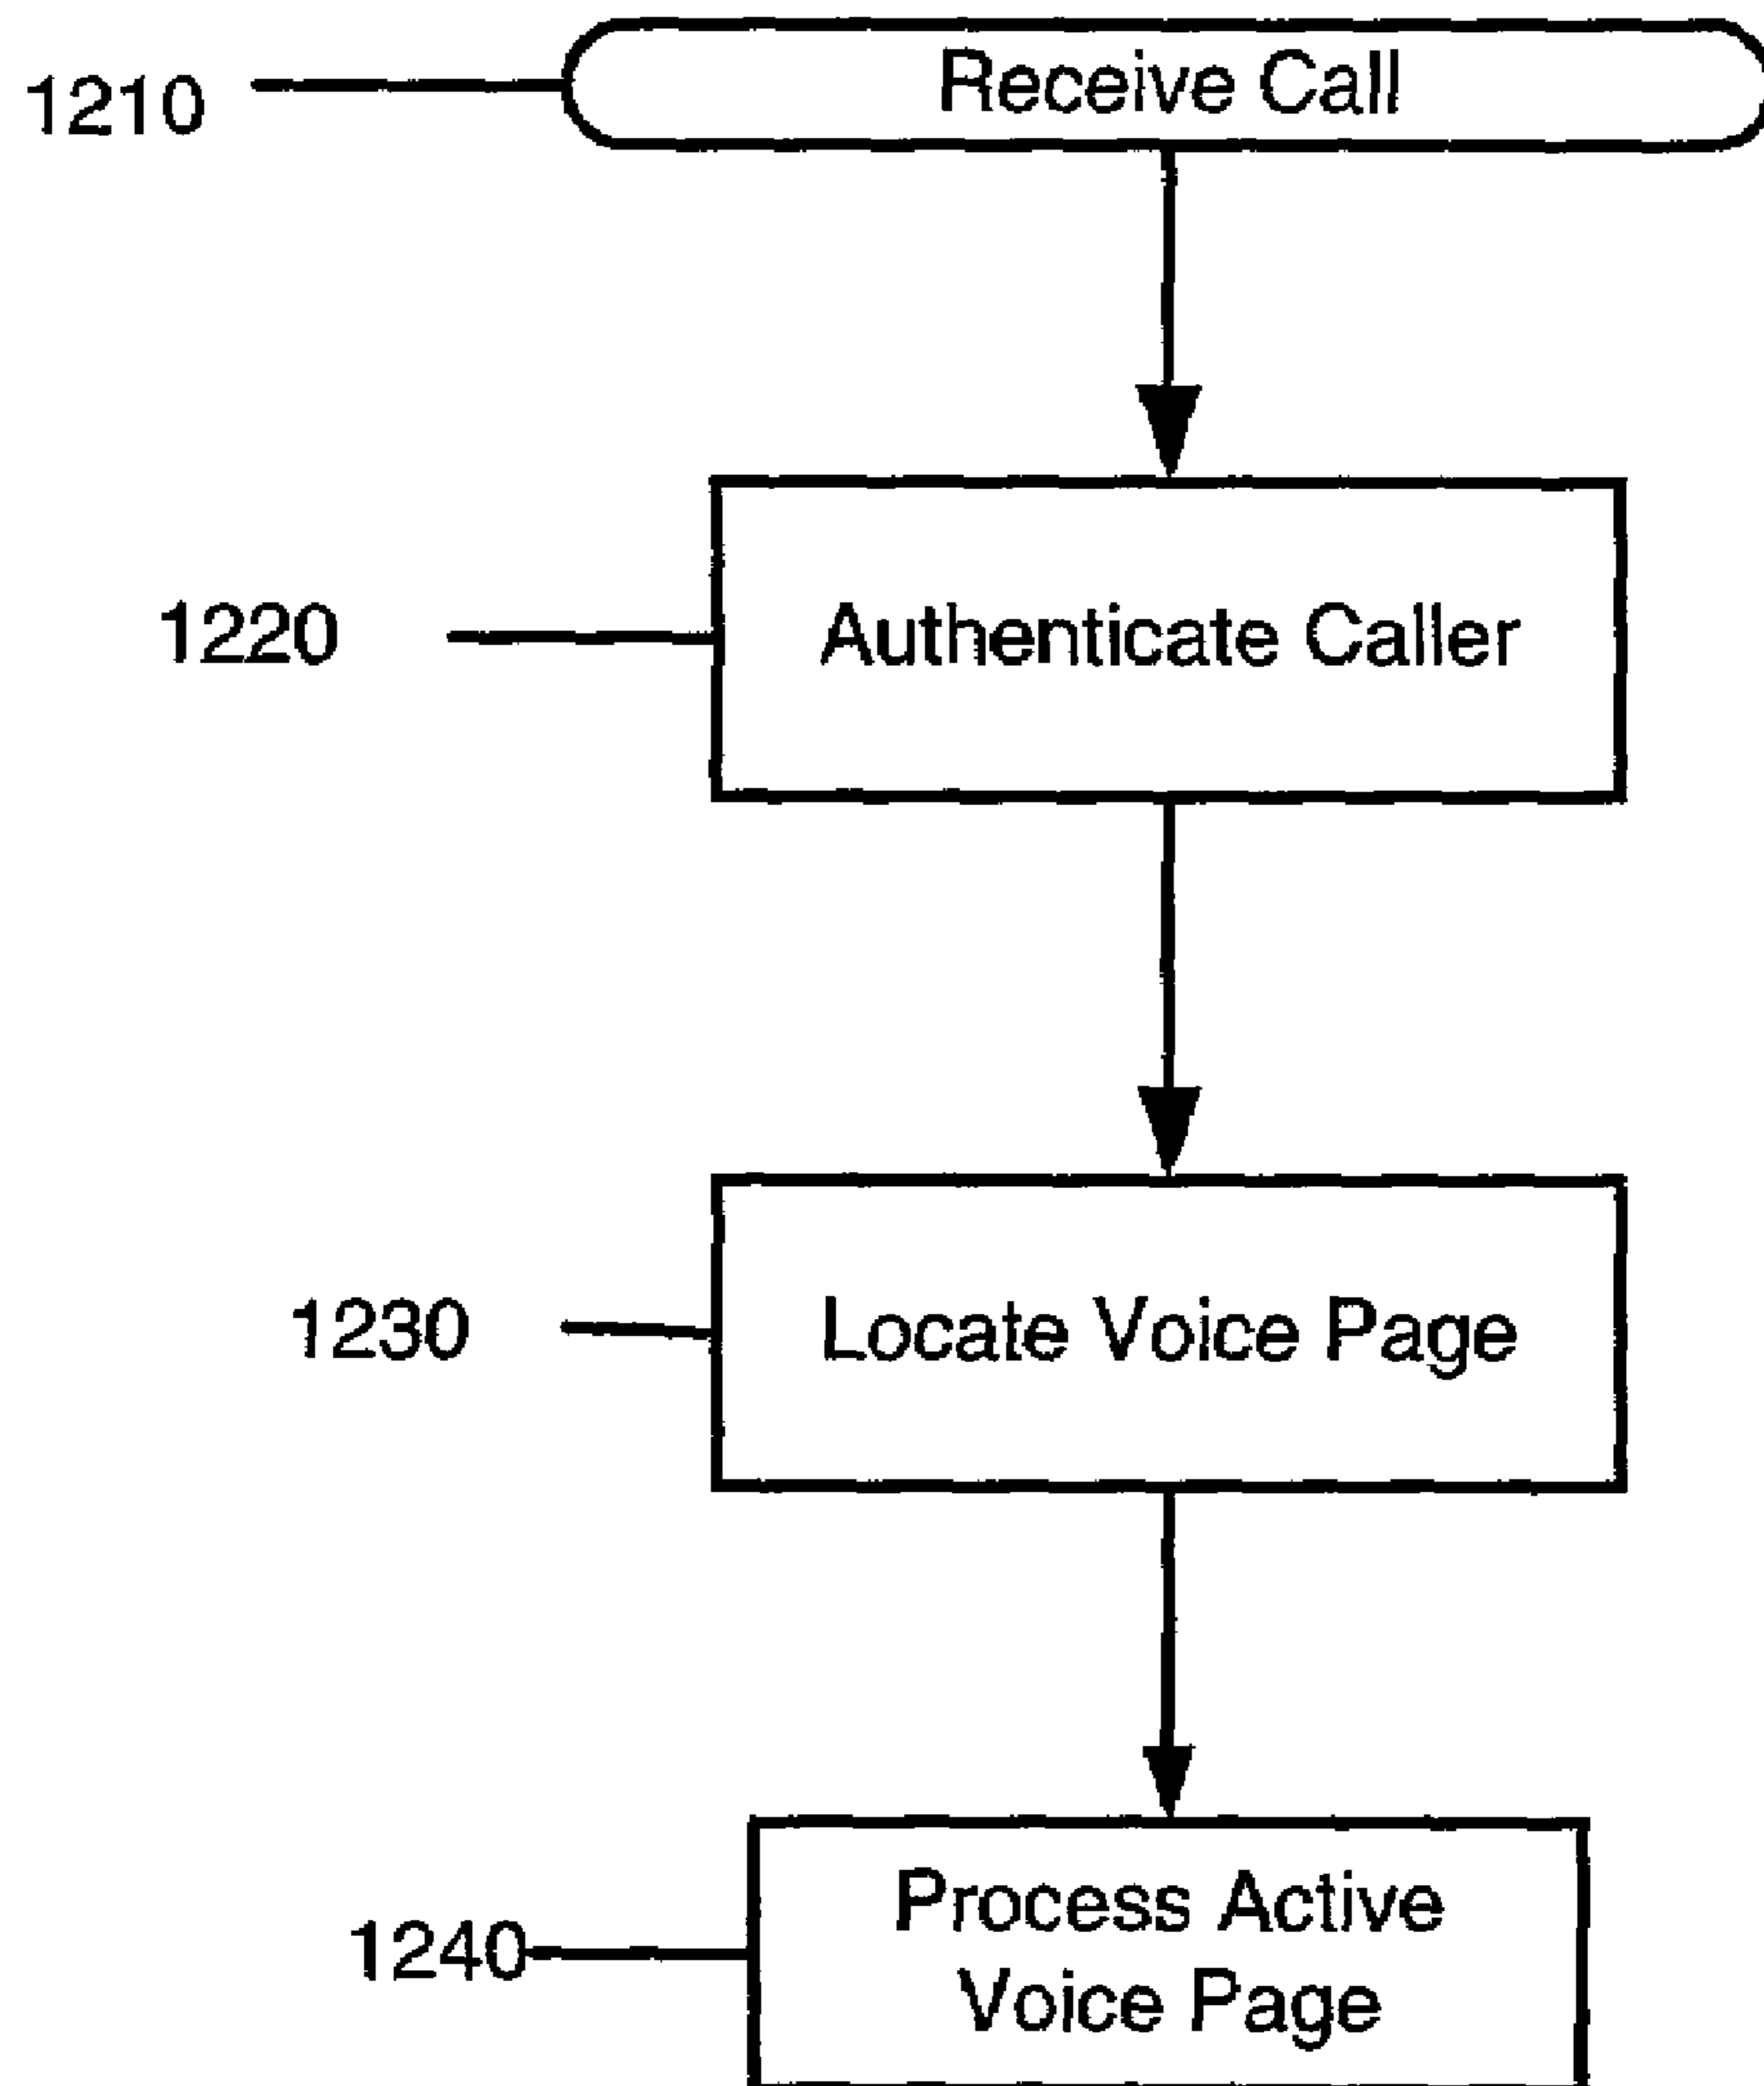 1210
Receive Call
1220
Authenticate Caller
1230
Locate Voice Page
1240
Process Active
Voice Page